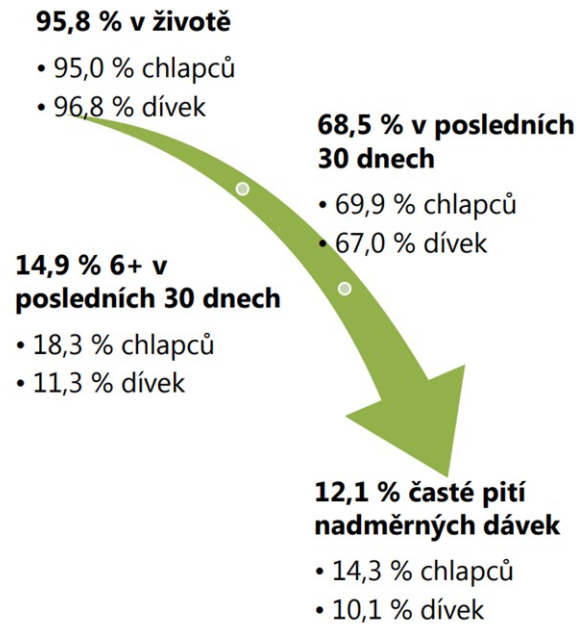 95,8 % v životě
• 95,0 % chlapců
• 96,8 % dívek
68,5 % v posledních
30 dnech
• 69,9 % chlapců
• 67,0 % dívek
14,9 % 6+ v
posledních 30 dnech
• 18,3 % chlapců
• 11,3 % dívek
12,1 % časté pití
nadměrných dávek
• 14,3 % chlapců
• 10,1 % dívek